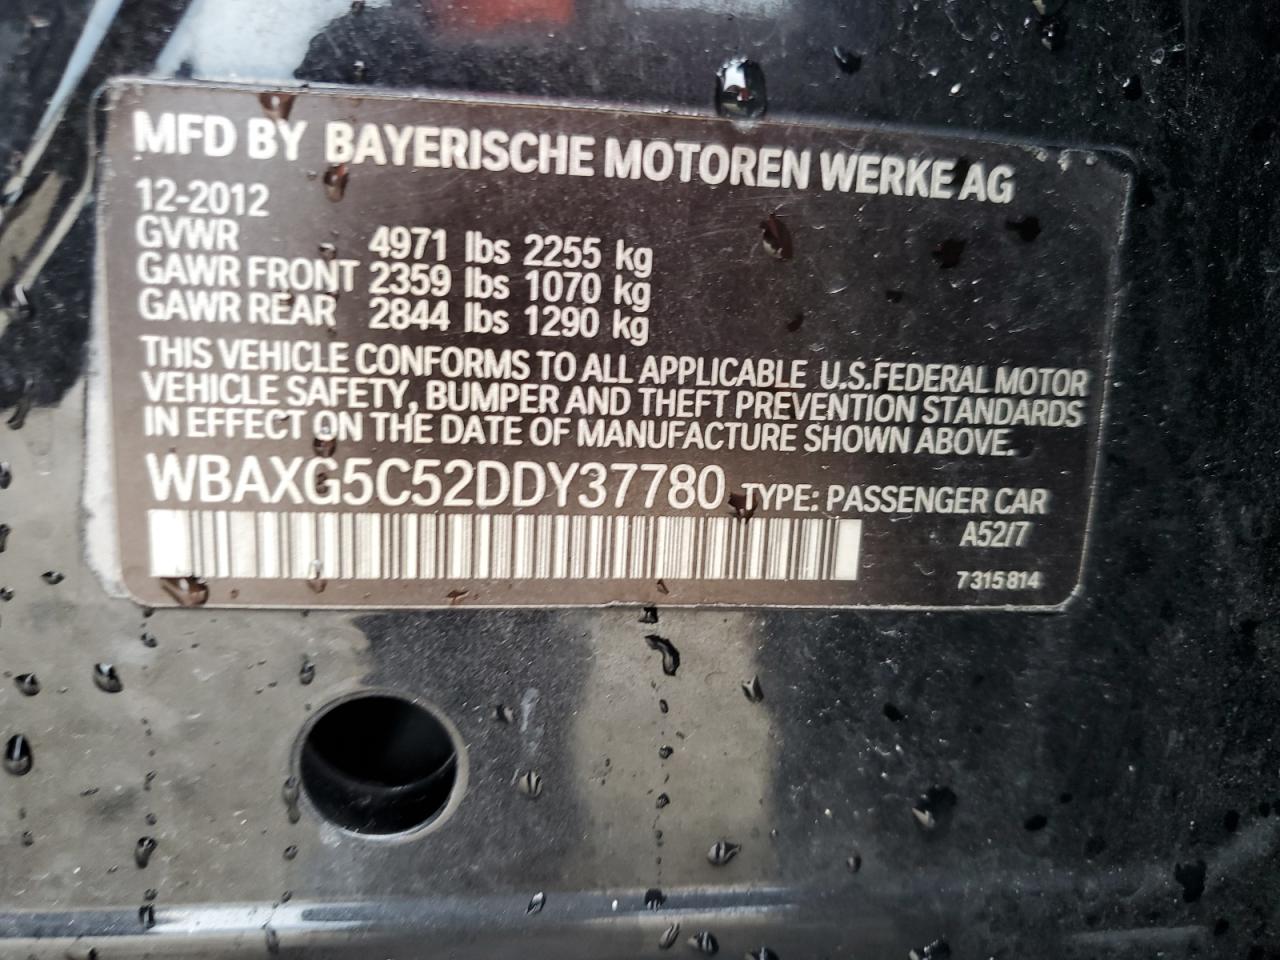 MFD BY BAYERISCHE MOTOREN WERKE AG
12-2012
GVWR 4971 lbs 2255 kg
GAWR FRONT 2359 lbs 1070 kg
GAWR REAR 2844 lbs 1290 kg
THIS VEHICLE CONFORMS TO ALL APPLICABLE U.S.FEDERAL MOTOR
VEHICLE SAFETY, BUMPER AND THEFT PREVENTION STANDARDS
IN EFFECT ON THE DATE OF MANUFACTURE SHOWN ABOVE.
WBAXG5C52DDY37780 TYPE: PASSENGER CAR
A52/7
7 315 814